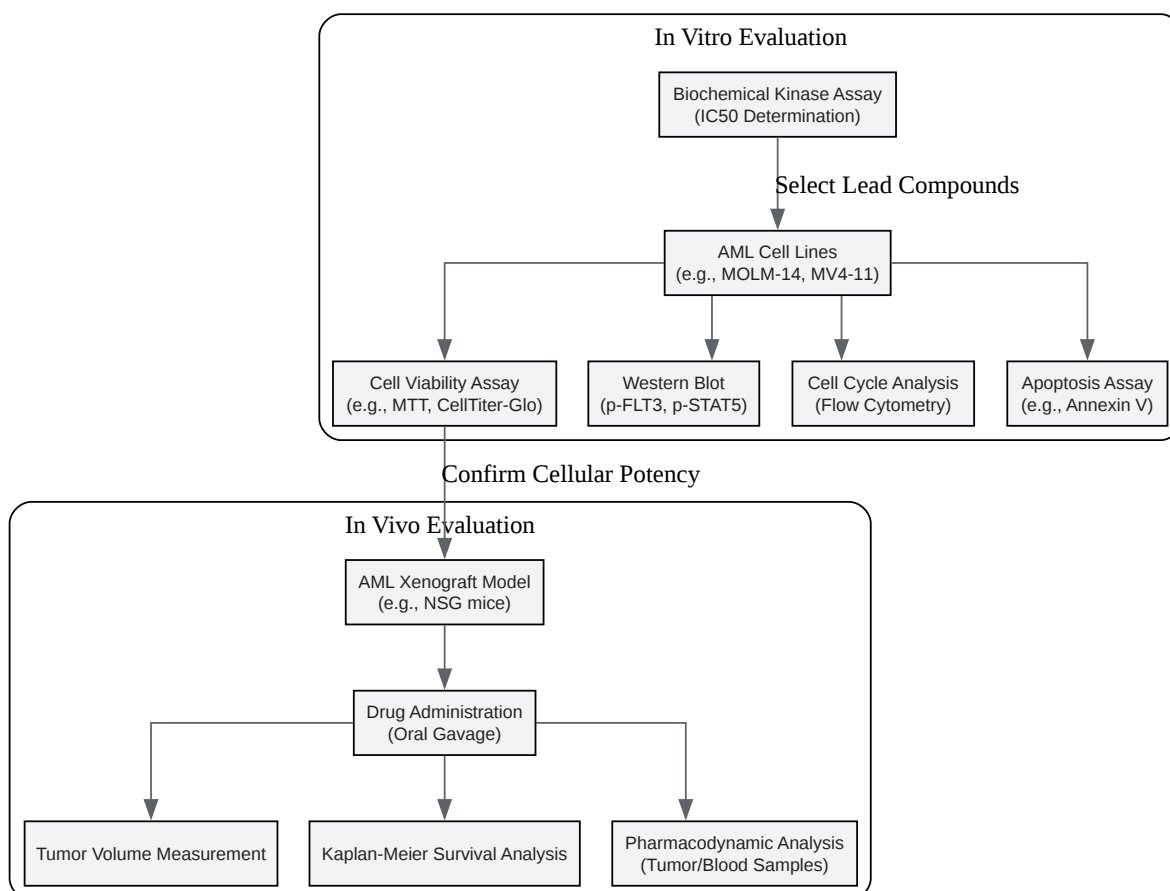 In Vitro Evaluation
Biochemical Kinase Assay
(IC50 Determination)
Select Lead Compounds
AML Cell Lines
(e.g., MOLM-14, MV4-11)
Cell Viability Assay
(e.g., MTT, CellTiter-Glo)
Western Blot
(p-FLT3, p-STAT5)
Cell Cycle Analysis
(Flow Cytometry)
Apoptosis Assay
(e.g., Annexin V)
Confirm Cellular Potency
In Vivo Evaluation
AML Xenograft Model
(e.g., NSG mice)
Drug Administration
(Oral Gavage)
Tumor Volume Measurement
Kaplan-Meier Survival Analysis
Pharmacodynamic Analysis
(Tumor/Blood Samples)